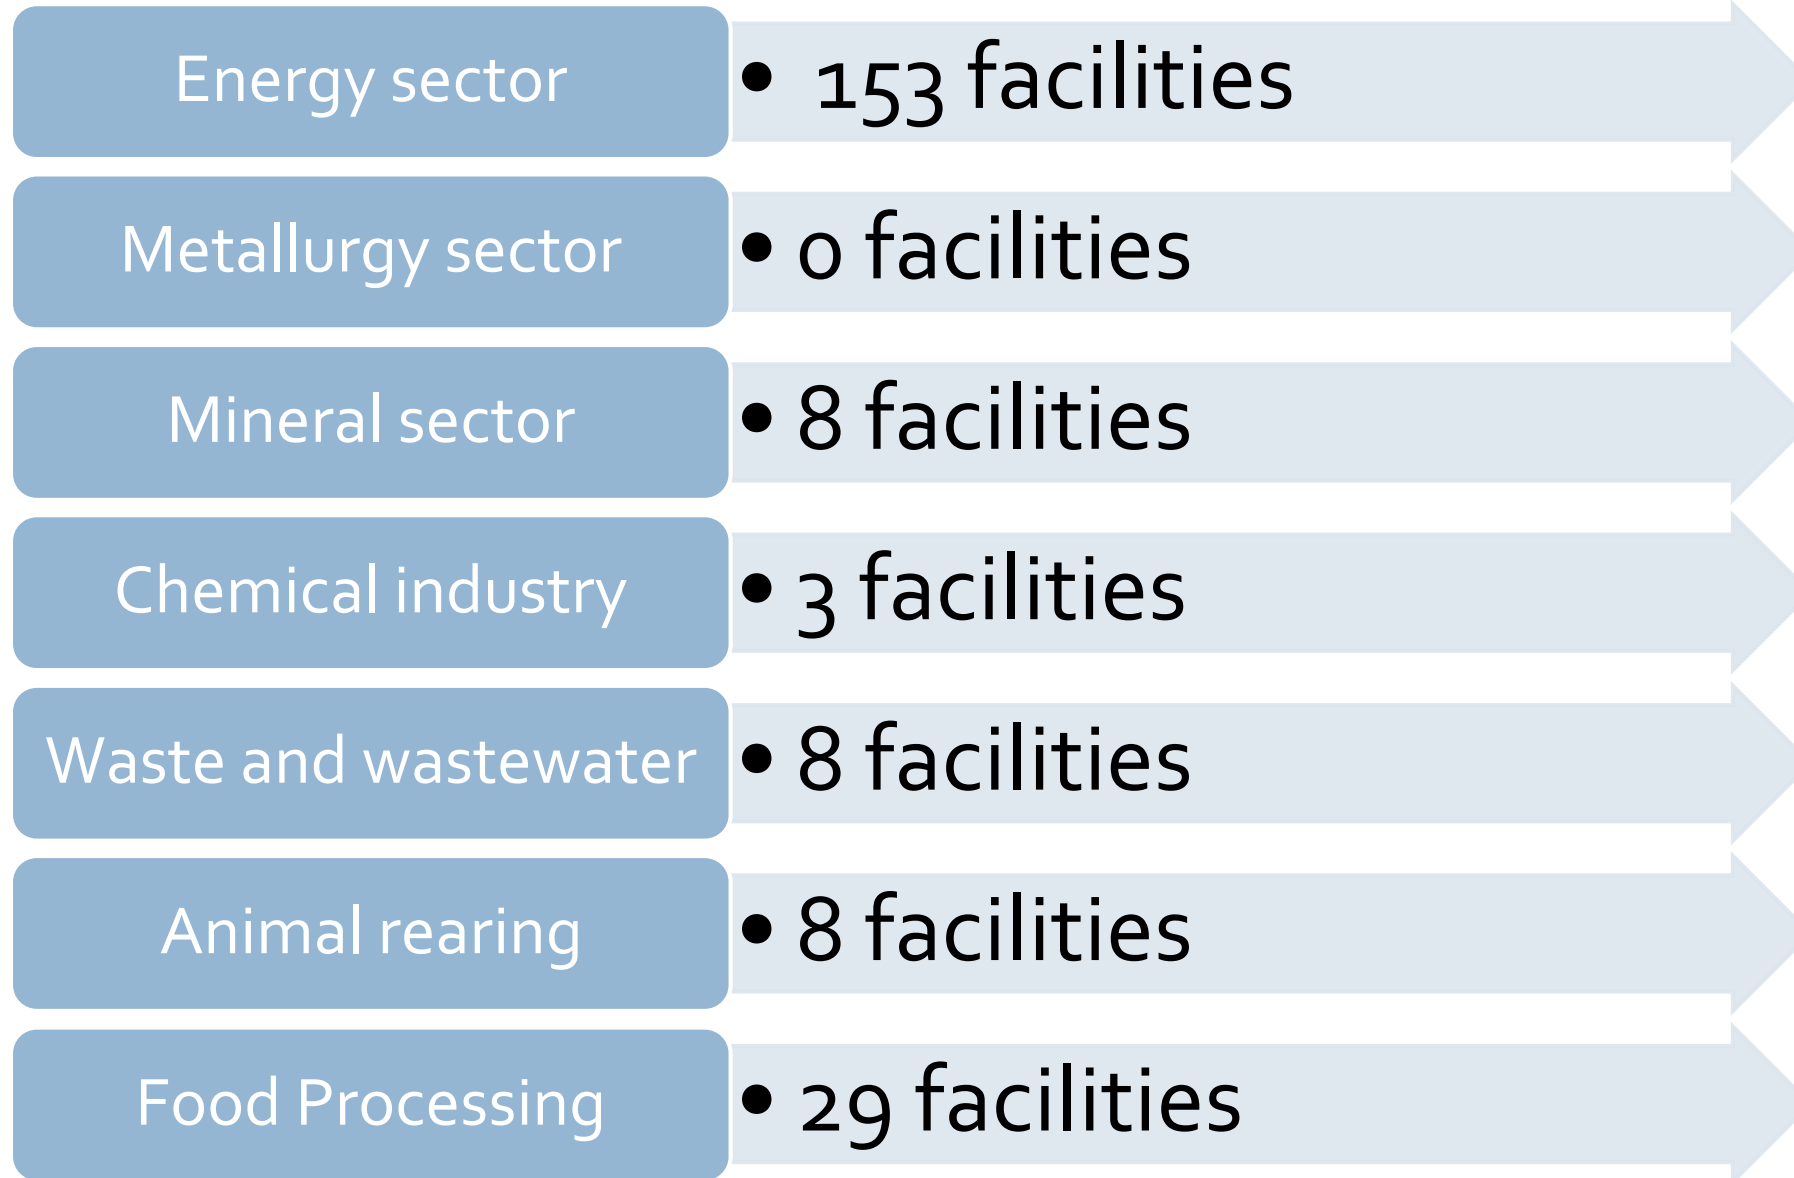 Energy sector
• 153 facilities
Metallurgy sector
• 0 facilities
Mineral sector
• 8 facilities
Chemical industry
• 3 facilities
Waste and wastewater
• 8 facilities
Animal rearing
• 8 facilities
Food Processing
• 29 facilities